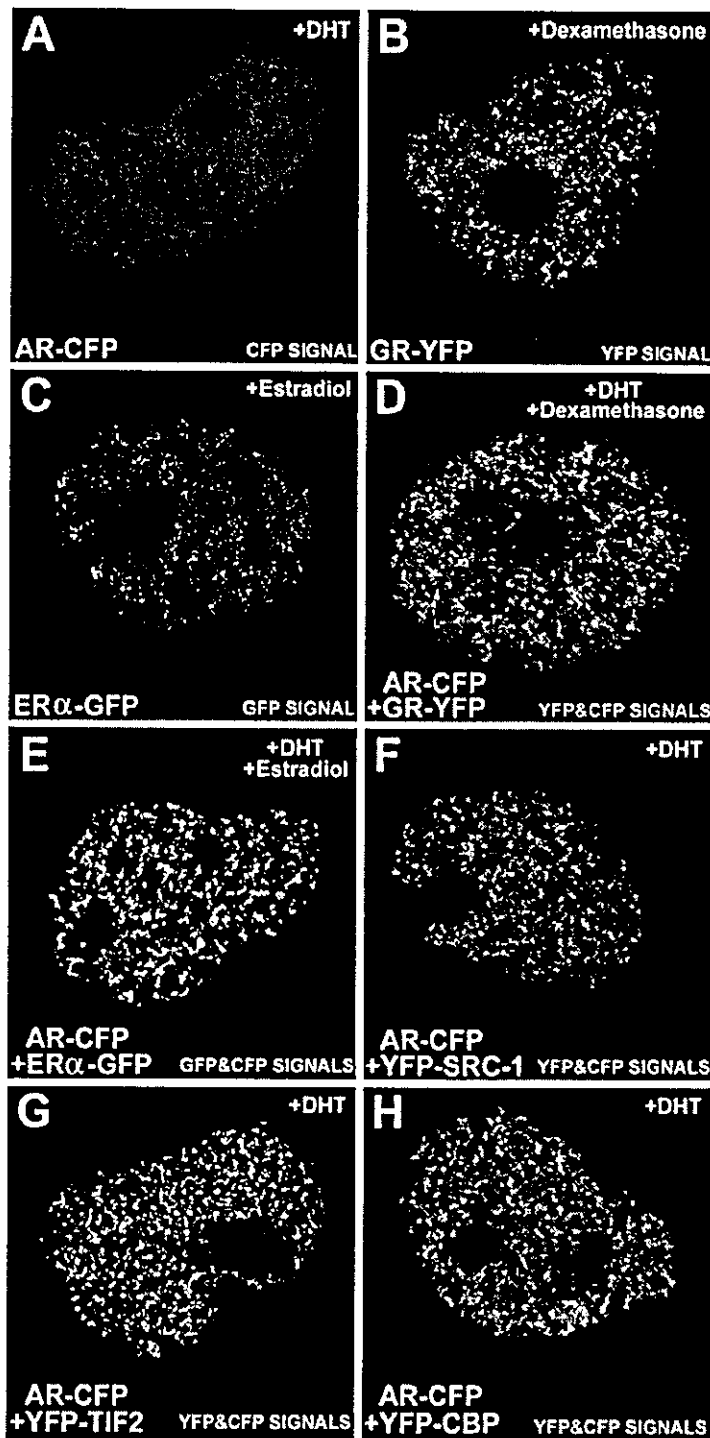 A
+DHT
AR-CFP
CFP SIGNAL
B
+Dexamethasone
GR-YFP
YFP SIGNAL
C
+Estradiol
ERα-GFP
GFP SIGNAL
D
+DHT
+Dexamethasone
AR-CFP
+GR-YFP
YFP&CFP SIGNALS
E
+DHT
+Estradiol
AR-CFP
+ERα-GFP
GFP&CFP SIGNALS
F
+DHT
AR-CFP
+YFP-SRC-1
YFP&CFP SIGNALS
G
+DHT
AR-CFP
+YFP-TIF2
YFP&CFP SIGNALS
H
+DHT
AR-CFP
+YFP-CBP
YFP&CFP SIGNALS